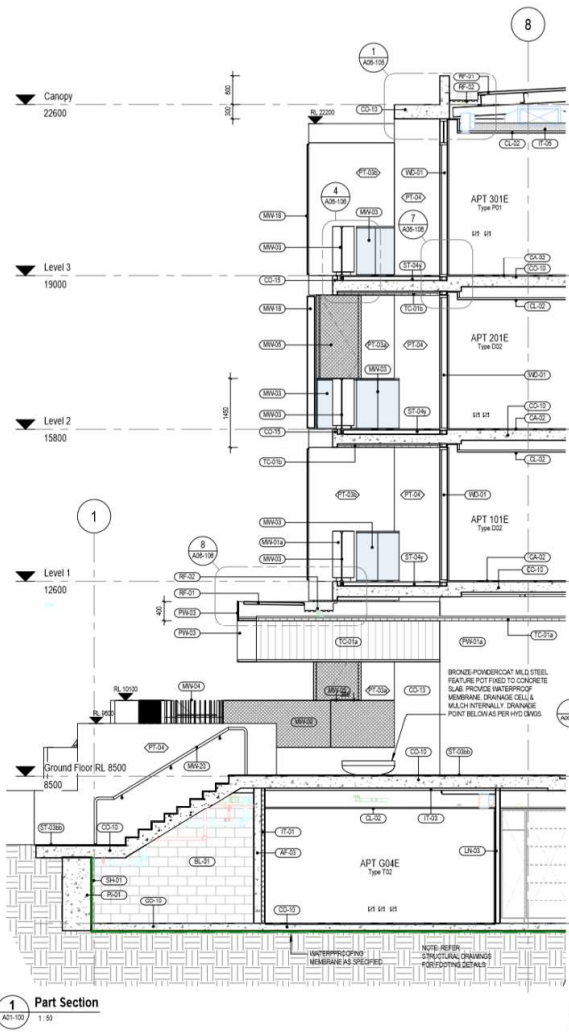 8
1
A06-105
RF-01
RF-02
Canopy
22600
600
300
CO-10
RL 22200
CL-02
IT-05
PT-03b
WD-01
PT-04
APT 301E
Type P01
4
A06-106
MW-18
MW-03
7
A06-106
MW-03
ST-04y
CA-02
CO-10
Level 3
19000
CO-15
TC-01b
CL-02
MW-18
APT 201E
Type D02
MW-05
PT-03a
PT-04
MW-03
WD-01
MW-03
1450
MW-03
ST-04y
CO-10
CA-02
Level 2
15800
CO-15
TC-01b
CL-02
PT-03b
PT-04
WD-01
APT 101E
Type D02
1
MW-03
MW-01a
8
A06-106
MW-03
ST-04y
CA-02
CO-10
Level 1
12600
RF-02
RF-01
400
PW-03
PW-03
TC-01a
TC-01a
PW-01a
BRONZE-POWDERCOAT MILD STEEL
FEATURE POT FIXED TO CONCRETE
SLAB. PROVIDE WATERPROOF
MEMBRANE, DRAINAGE CELL &
MULCH INTERNALLY. DRAINAGE
POINT BELOW AS PER HYD DWGS.
RL 10100
MW-04
PT-03a
CO-13
RL 9600
PT-04
MW-20
CO-10
ST-03bb
Ground Floor RL 8500
8500
CL-02
IT-03
ST-03bb
CO-10
IT-01
AF-03
BL-01
APT G04E
Type T02
LN-03
SH-01
PI-01
CO-10
CO-10
WATERPROOFING
MEMBRANE AS SPECIFIED
NOTE: REFER
STRUCTURAL DRAWINGS
FOR FOOTING DETAILS
1
A01-100
Part Section
1 : 50